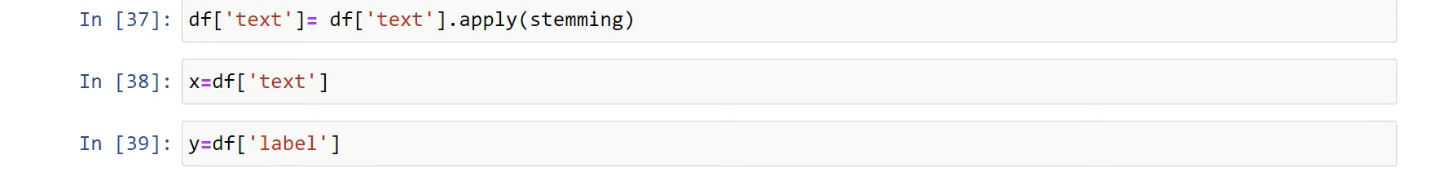 In [37]: df['text']= df['text'].apply(stemming)
In [38]: x=df['text']
In [39]: y=df['label']